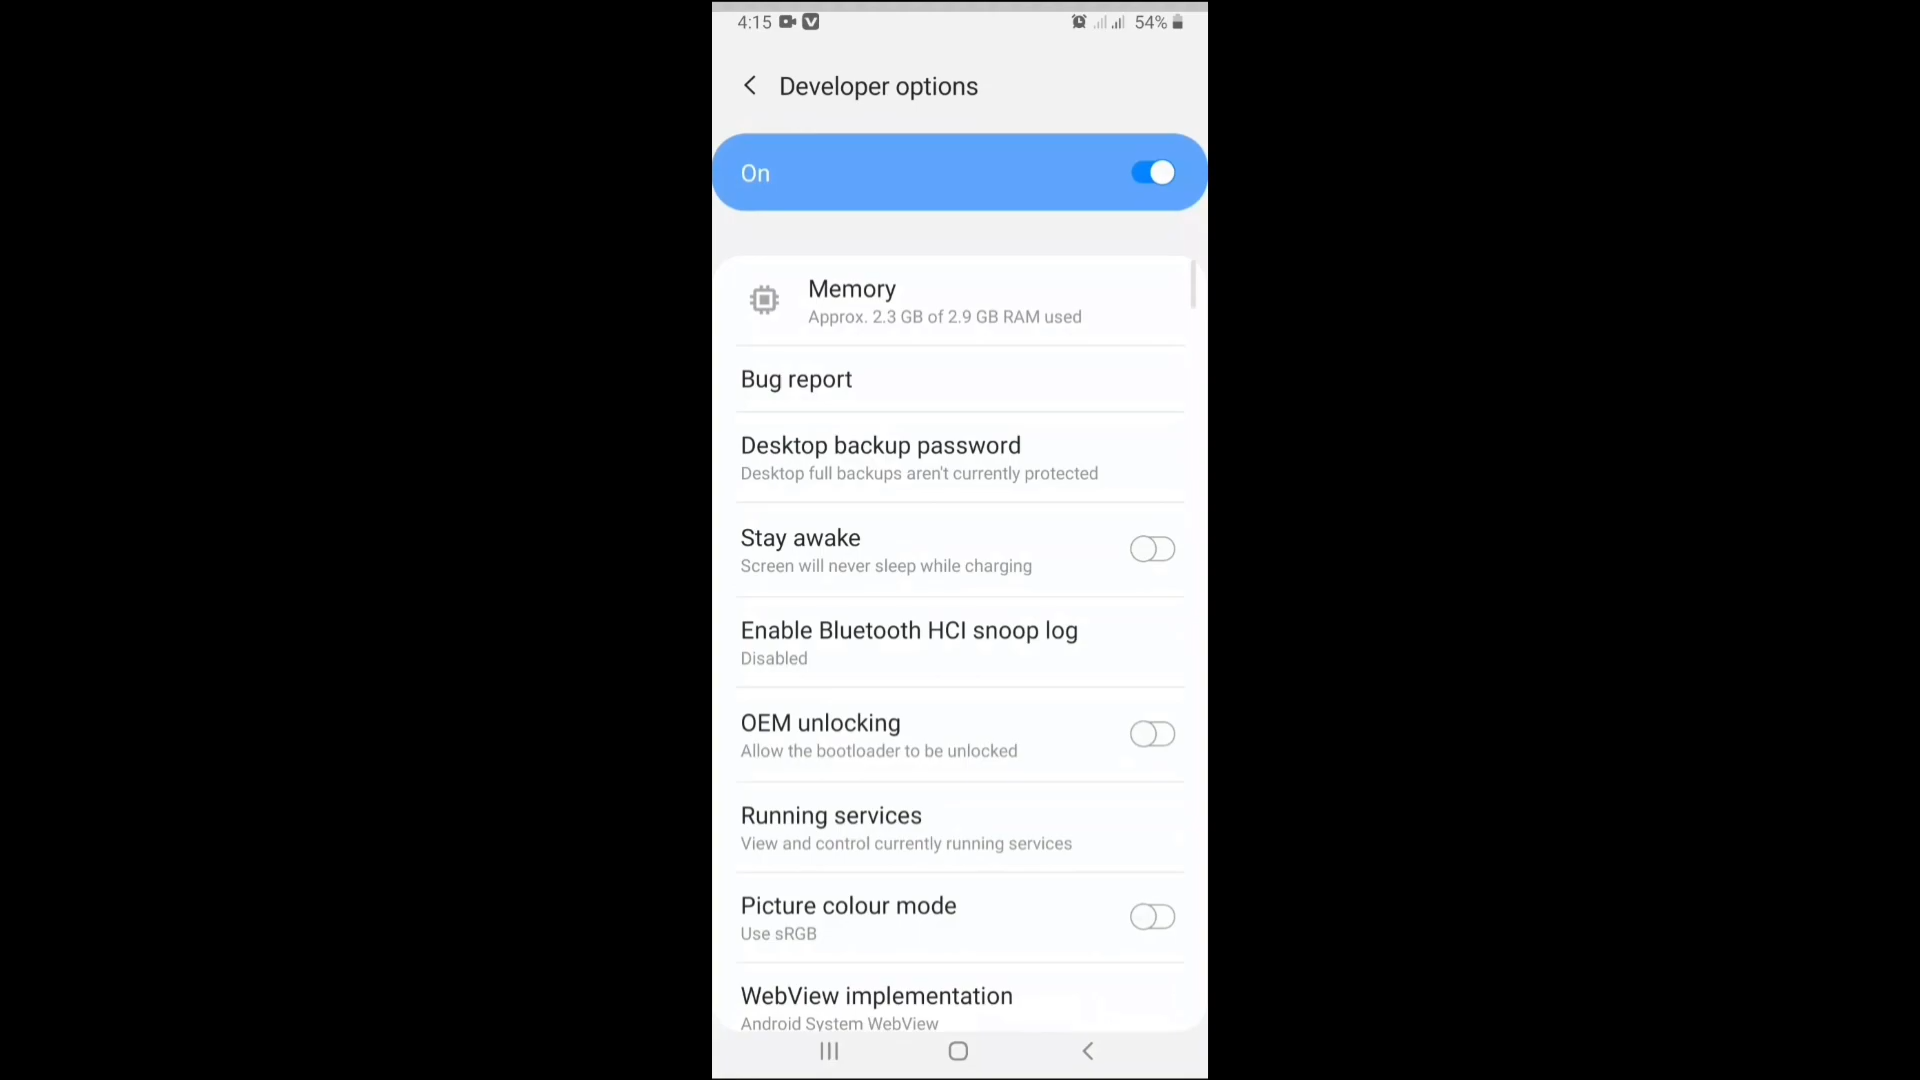 4:15 V 54%
Developer options
On
Memory
Approx. 2.3 GB of 2.9 GB RAM used
Bug report
Desktop backup password
Desktop full backups aren't currently protected
Stay awake
Screen will never sleep while charging
Enable Bluetooth HCI snoop log
Disabled
OEM unlocking
Allow the bootloader to be unlocked
Running services
View and control currently running services
Picture colour mode
Use sRGB
WebView implementation
Android System WebView